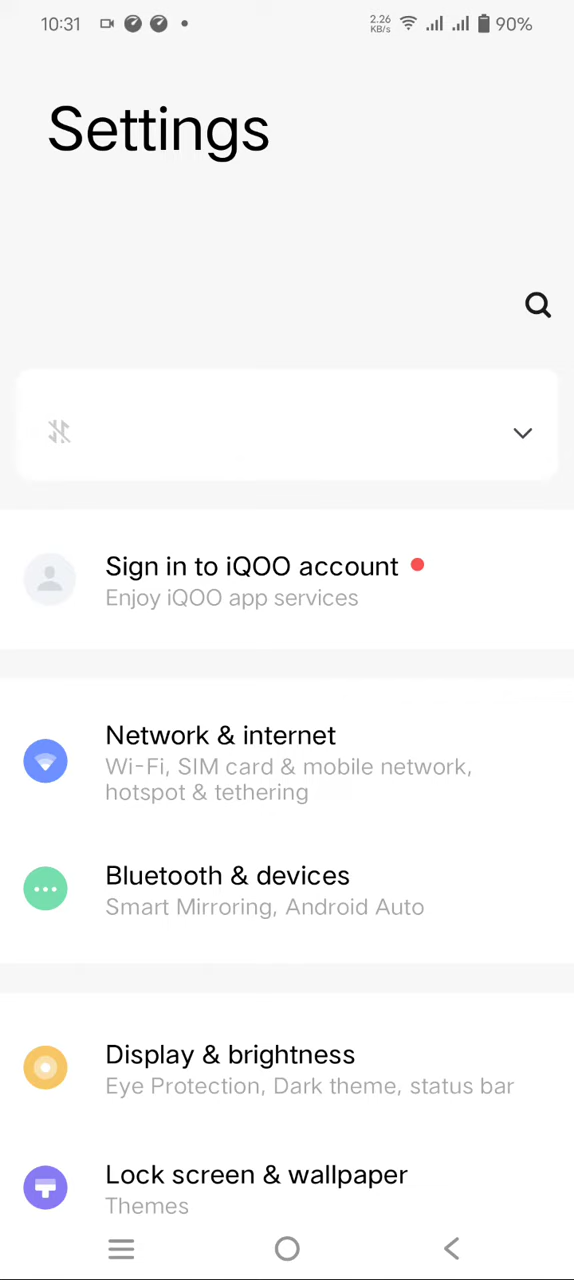 10:31
2.26
KB/s
90%
Settings
Sign in to iQOO account
Enjoy iQOO app services
Network & internet
Wi-Fi, SIM card & mobile network,
hotspot & tethering
Bluetooth & devices
Smart Mirroring, Android Auto
Display & brightness
Eye Protection, Dark theme, status bar
Lock screen & wallpaper
Themes